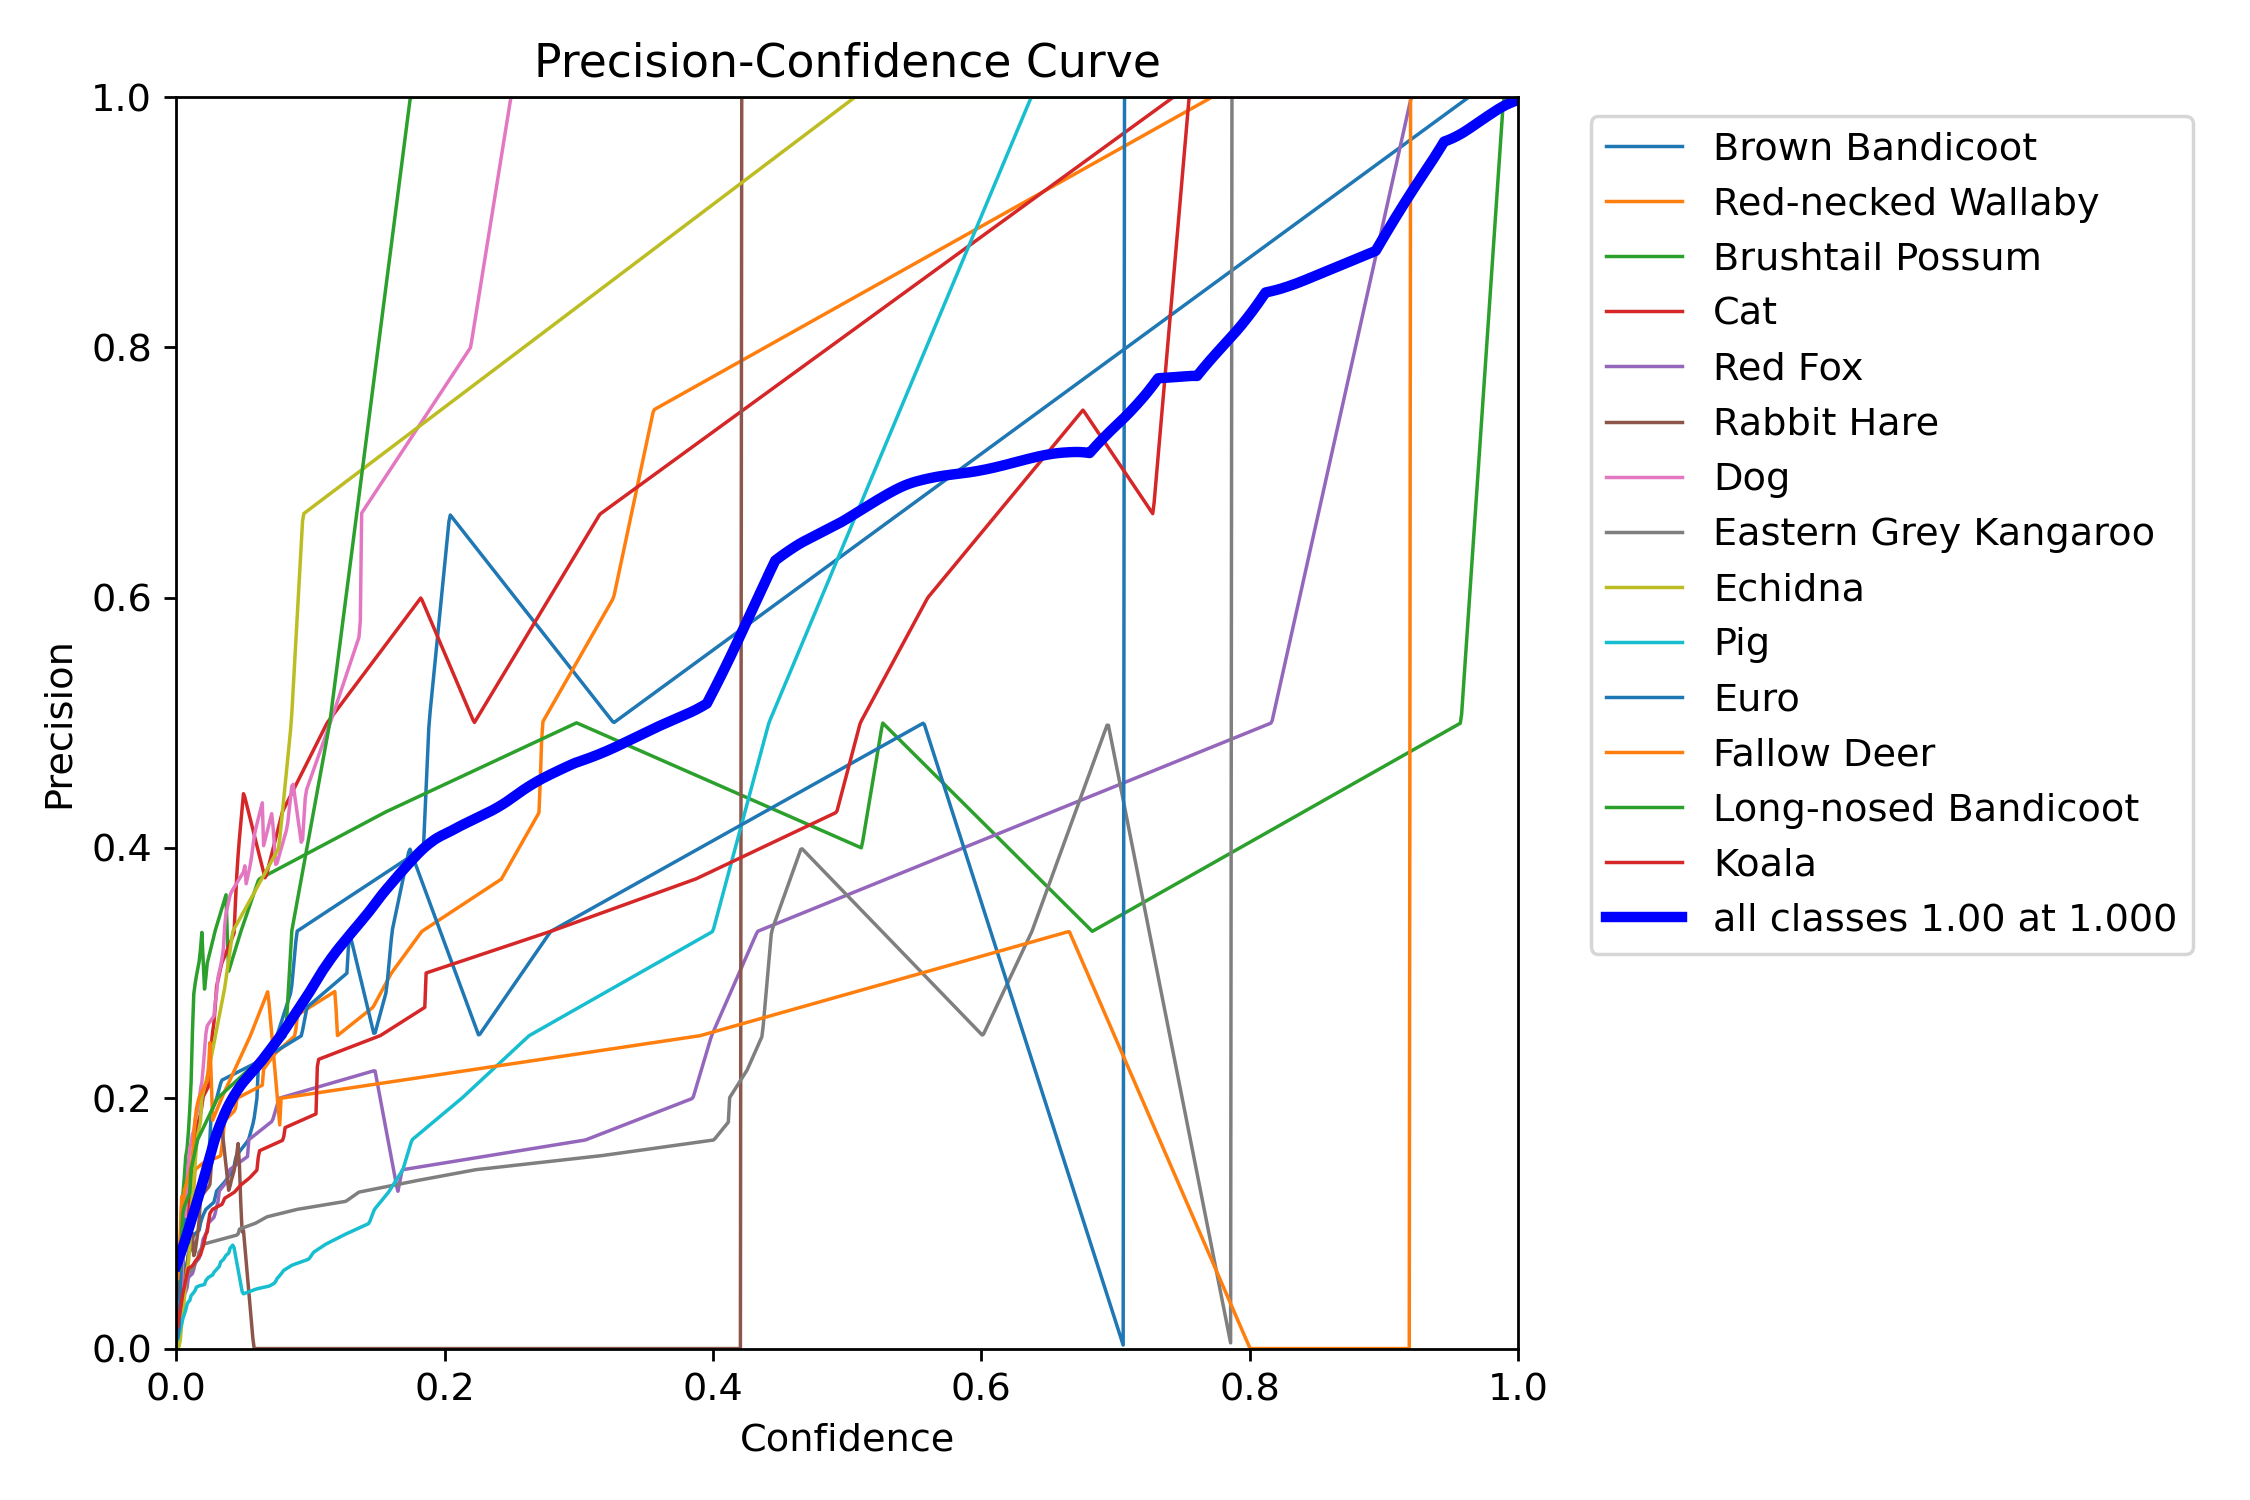 Precision-Confidence Curve
1.0
0.8
0.6
0.4
0.2
0.0
Precision
0.0 0.2 0.4 0.6 0.8 1.0
Confidence
Brown Bandicoot
Red-necked Wallaby
Brushtail Possum
Cat
Red Fox
Rabbit Hare
Dog
Eastern Grey Kangaroo
Echidna
Pig
Euro
Fallow Deer
Long-nosed Bandicoot
Koala
all classes 1.00 at 1.000